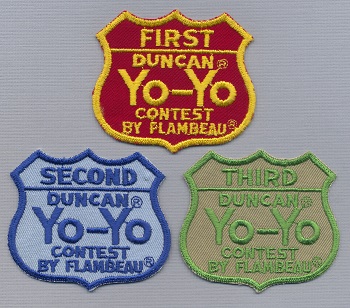 FIRST
DUNCAN®
Yo-Yo
CONTEST
BY FLAMBEAU®
SECOND
DUNCAN®
Yo-Yo
CONTEST
BY FLAMBEAU®
THIRD
DUNCAN®
Yo-Yo
CONTEST
BY FLAMBEAU®